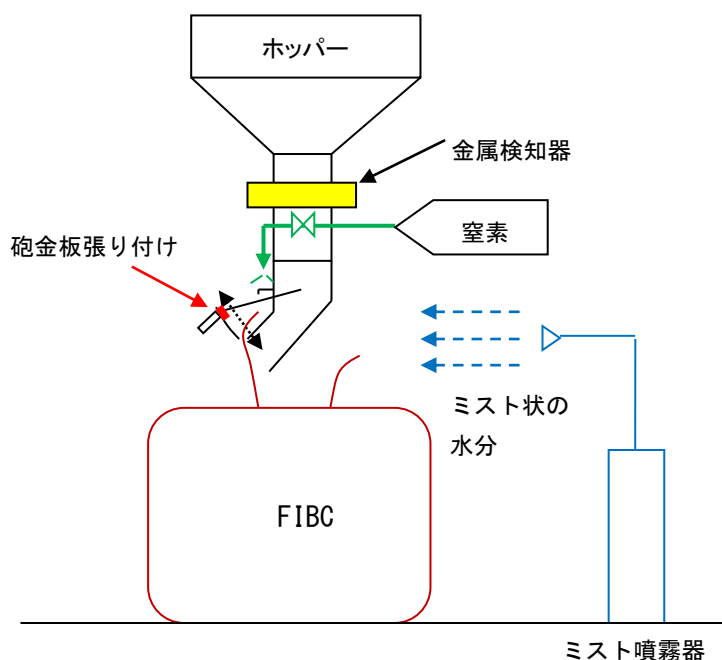 ホッパー
金属検知器
窒素
砲金板張り付け
ミスト状の
水分
FIBC
ミスト噴霧器